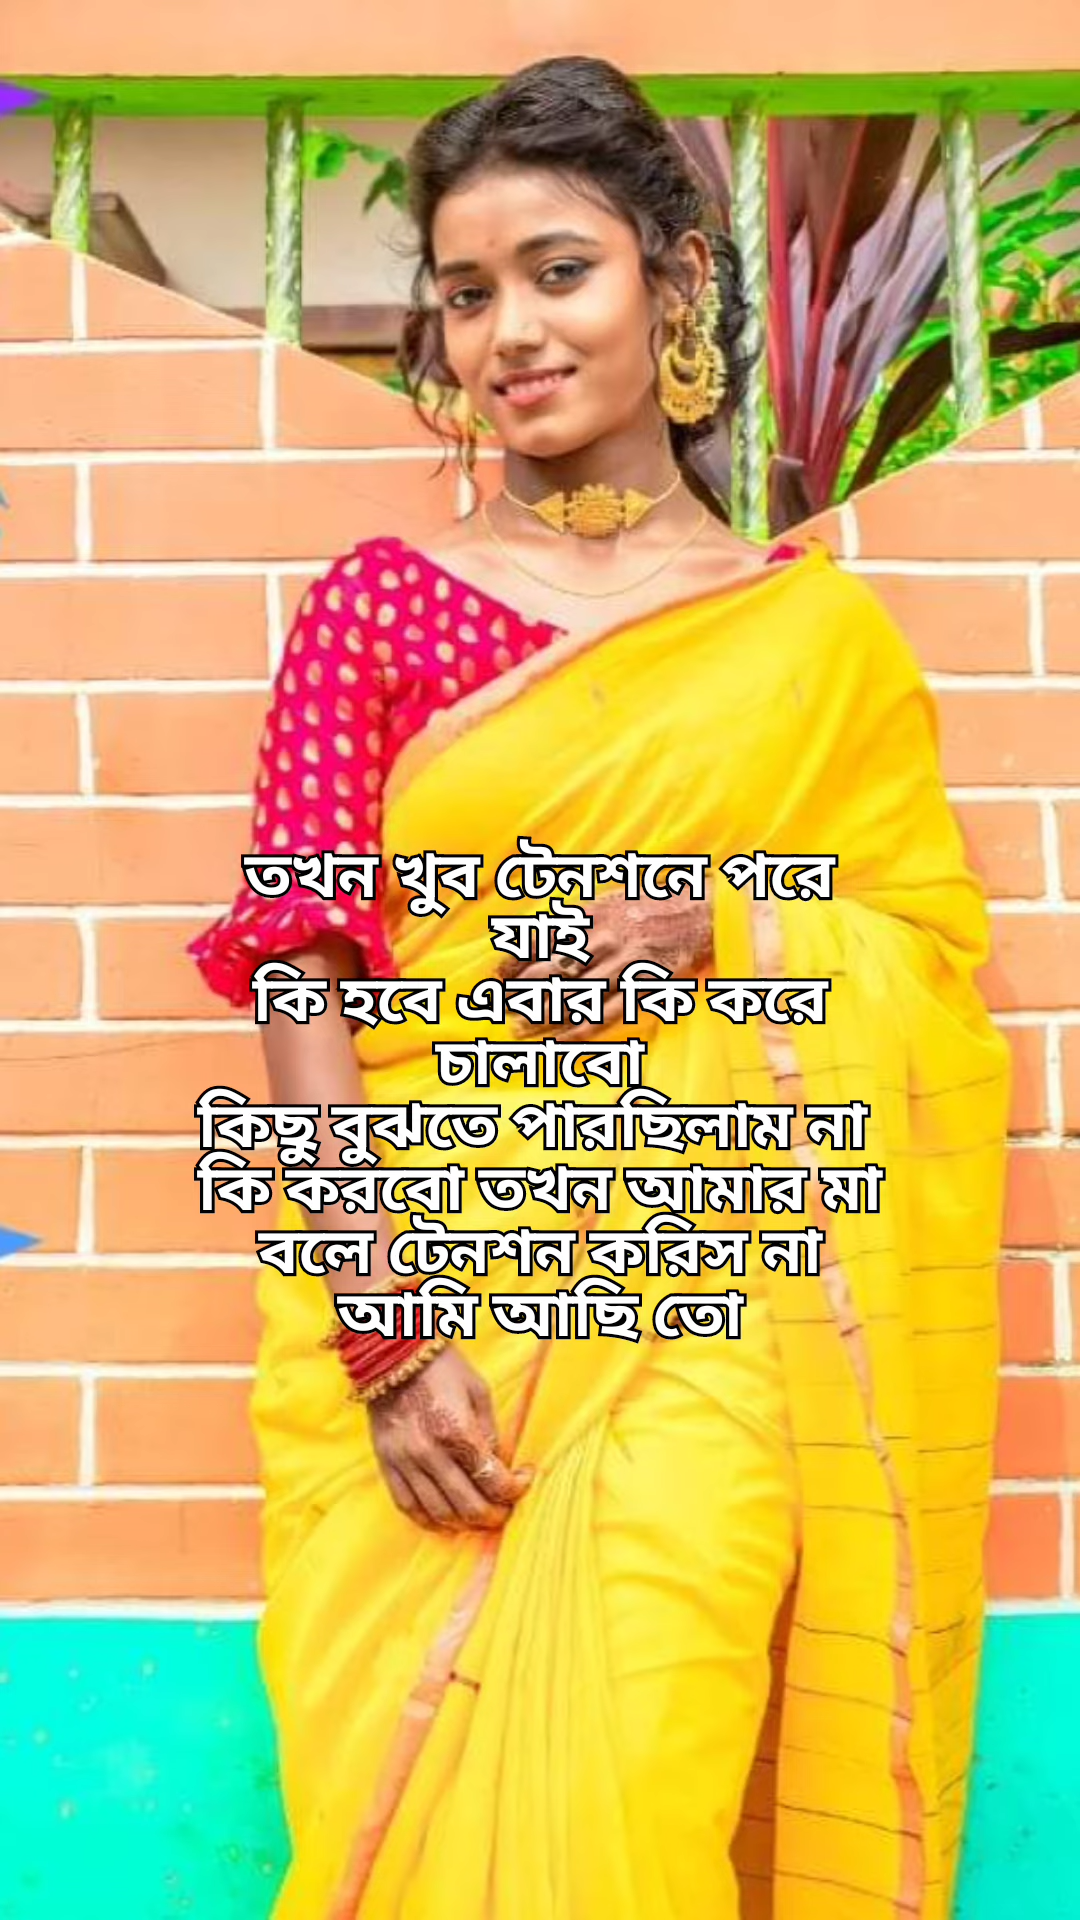 তখন খুব টেনশনে পরে
যাই
কি হবে এবার কি করে
চালাবো
কিছু বুঝতে পারছিলাম না
কি করবো তখন আমার মা
বলে টেনশন করিস না
আমি আছি তো